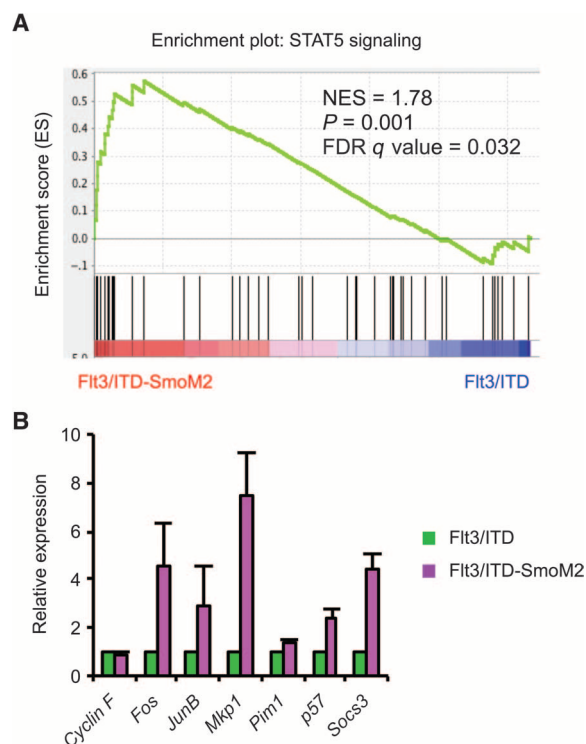 A
Enrichment plot: STAT5 signaling
Enrichment score (ES)
0.6
0.5
0.4
0.3
0.2
0.1
0.0
-.1
NES = 1.78
P = 0.001
FDR q value = 0.032
Flt3/ITD-SmoM2
Flt3/ITD
B
Relative expression
10
8
6
4
2
0
Flt3/ITD
Flt3/ITD-SmoM2
Cyclin F
Fos
JunB
Mkp1
Pim1
p57
Socs3